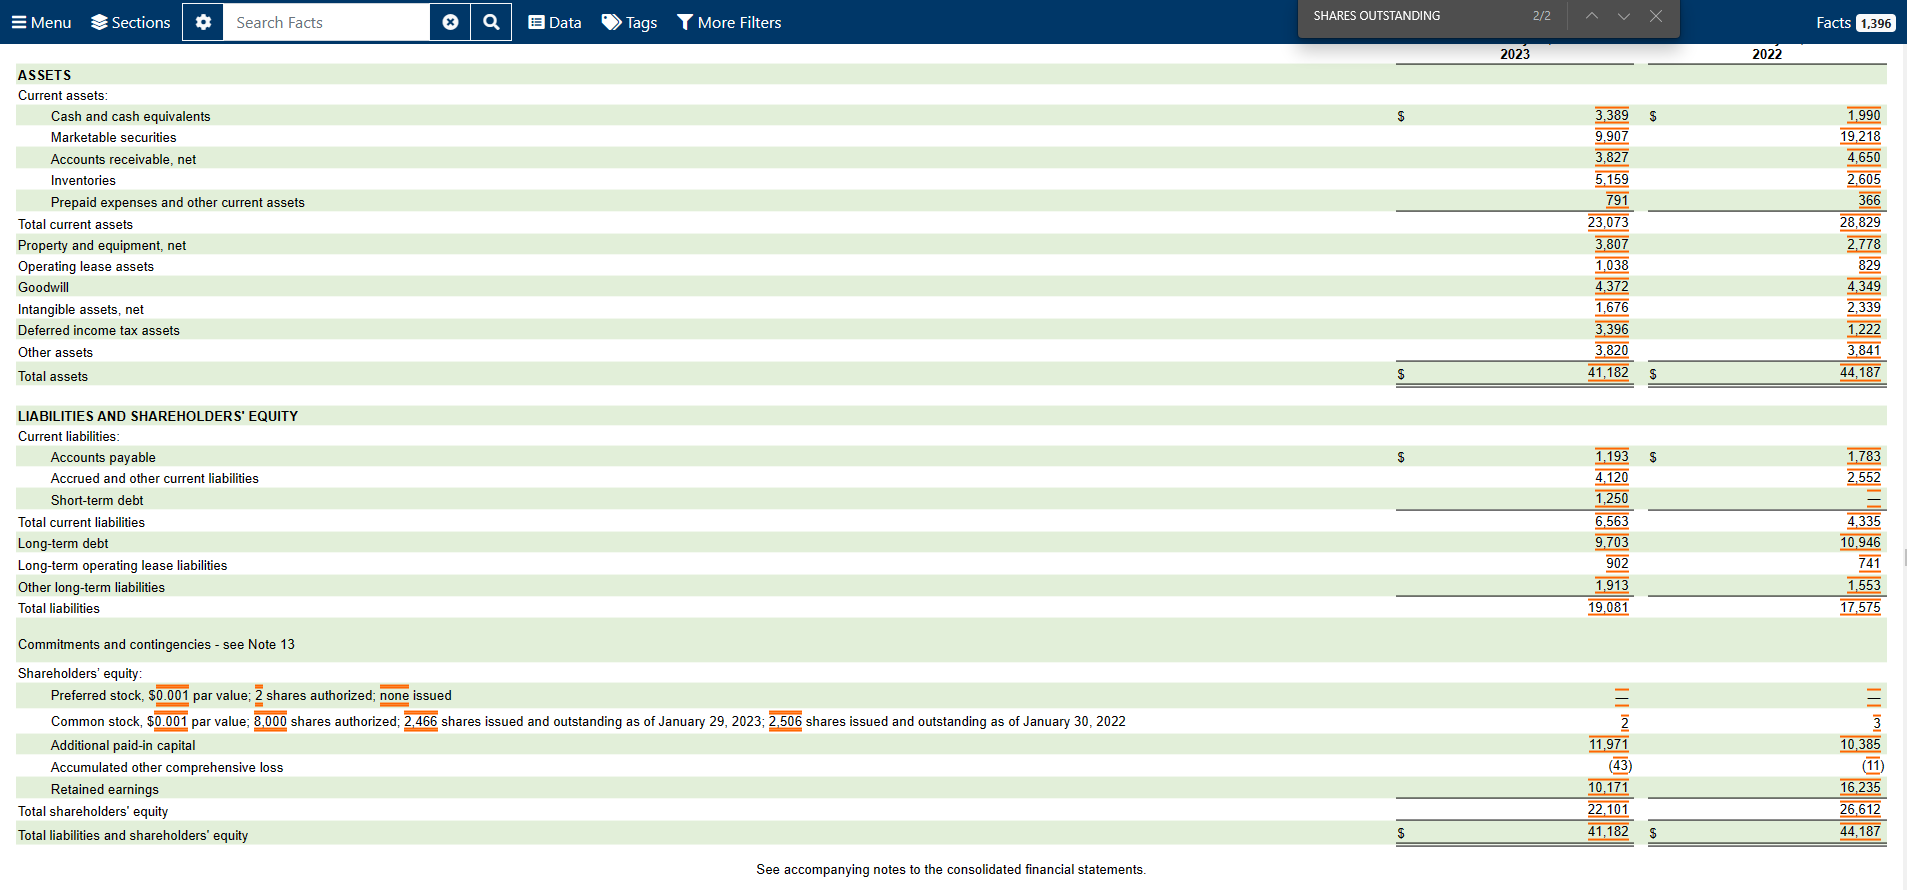 Menu Sections Search Facts Data Tags More Filters SHARES OUTSTANDING 2/2 Facts 1,396
2023 2022
ASSETS
Current assets:
Cash and cash equivalents $ 3,389 $ 1,990
Marketable securities 9,907 19,218
Accounts receivable, net 3,827 4,650
Inventories 5,159 2,605
Prepaid expenses and other current assets 791 366
Total current assets 23,073 28,829
Property and equipment, net 3,807 2,778
Operating lease assets 1,038 829
Goodwill 4,372 4,349
Intangible assets, net 1,676 2,339
Deferred income tax assets 3,396 1,222
Other assets 3,820 3,841
Total assets $ 41,182 $ 44,187
LIABILITIES AND SHAREHOLDERS' EQUITY
Current liabilities:
Accounts payable $ 1,193 $ 1,783
Accrued and other current liabilities 4,120 2,552
Short-term debt 1,250 —
Total current liabilities 6,563 4,335
Long-term debt 9,703 10,946
Long-term operating lease liabilities 902 741
Other long-term liabilities 1,913 1,553
Total liabilities 19,081 17,575
Commitments and contingencies - see Note 13
Shareholders' equity:
Preferred stock, $0.001 par value; 2 shares authorized; none issued — —
Common stock, $0.001 par value; 8,000 shares authorized; 2,466 shares issued and outstanding as of January 29, 2023; 2,506 shares issued and outstanding as of January 30, 2022 2 3
Additional paid-in capital 11,971 10,385
Accumulated other comprehensive loss (43) (11)
Retained earnings 10,171 16,235
Total shareholders' equity 22,101 26,612
Total liabilities and shareholders' equity $ 41,182 $ 44,187
See accompanying notes to the consolidated financial statements.